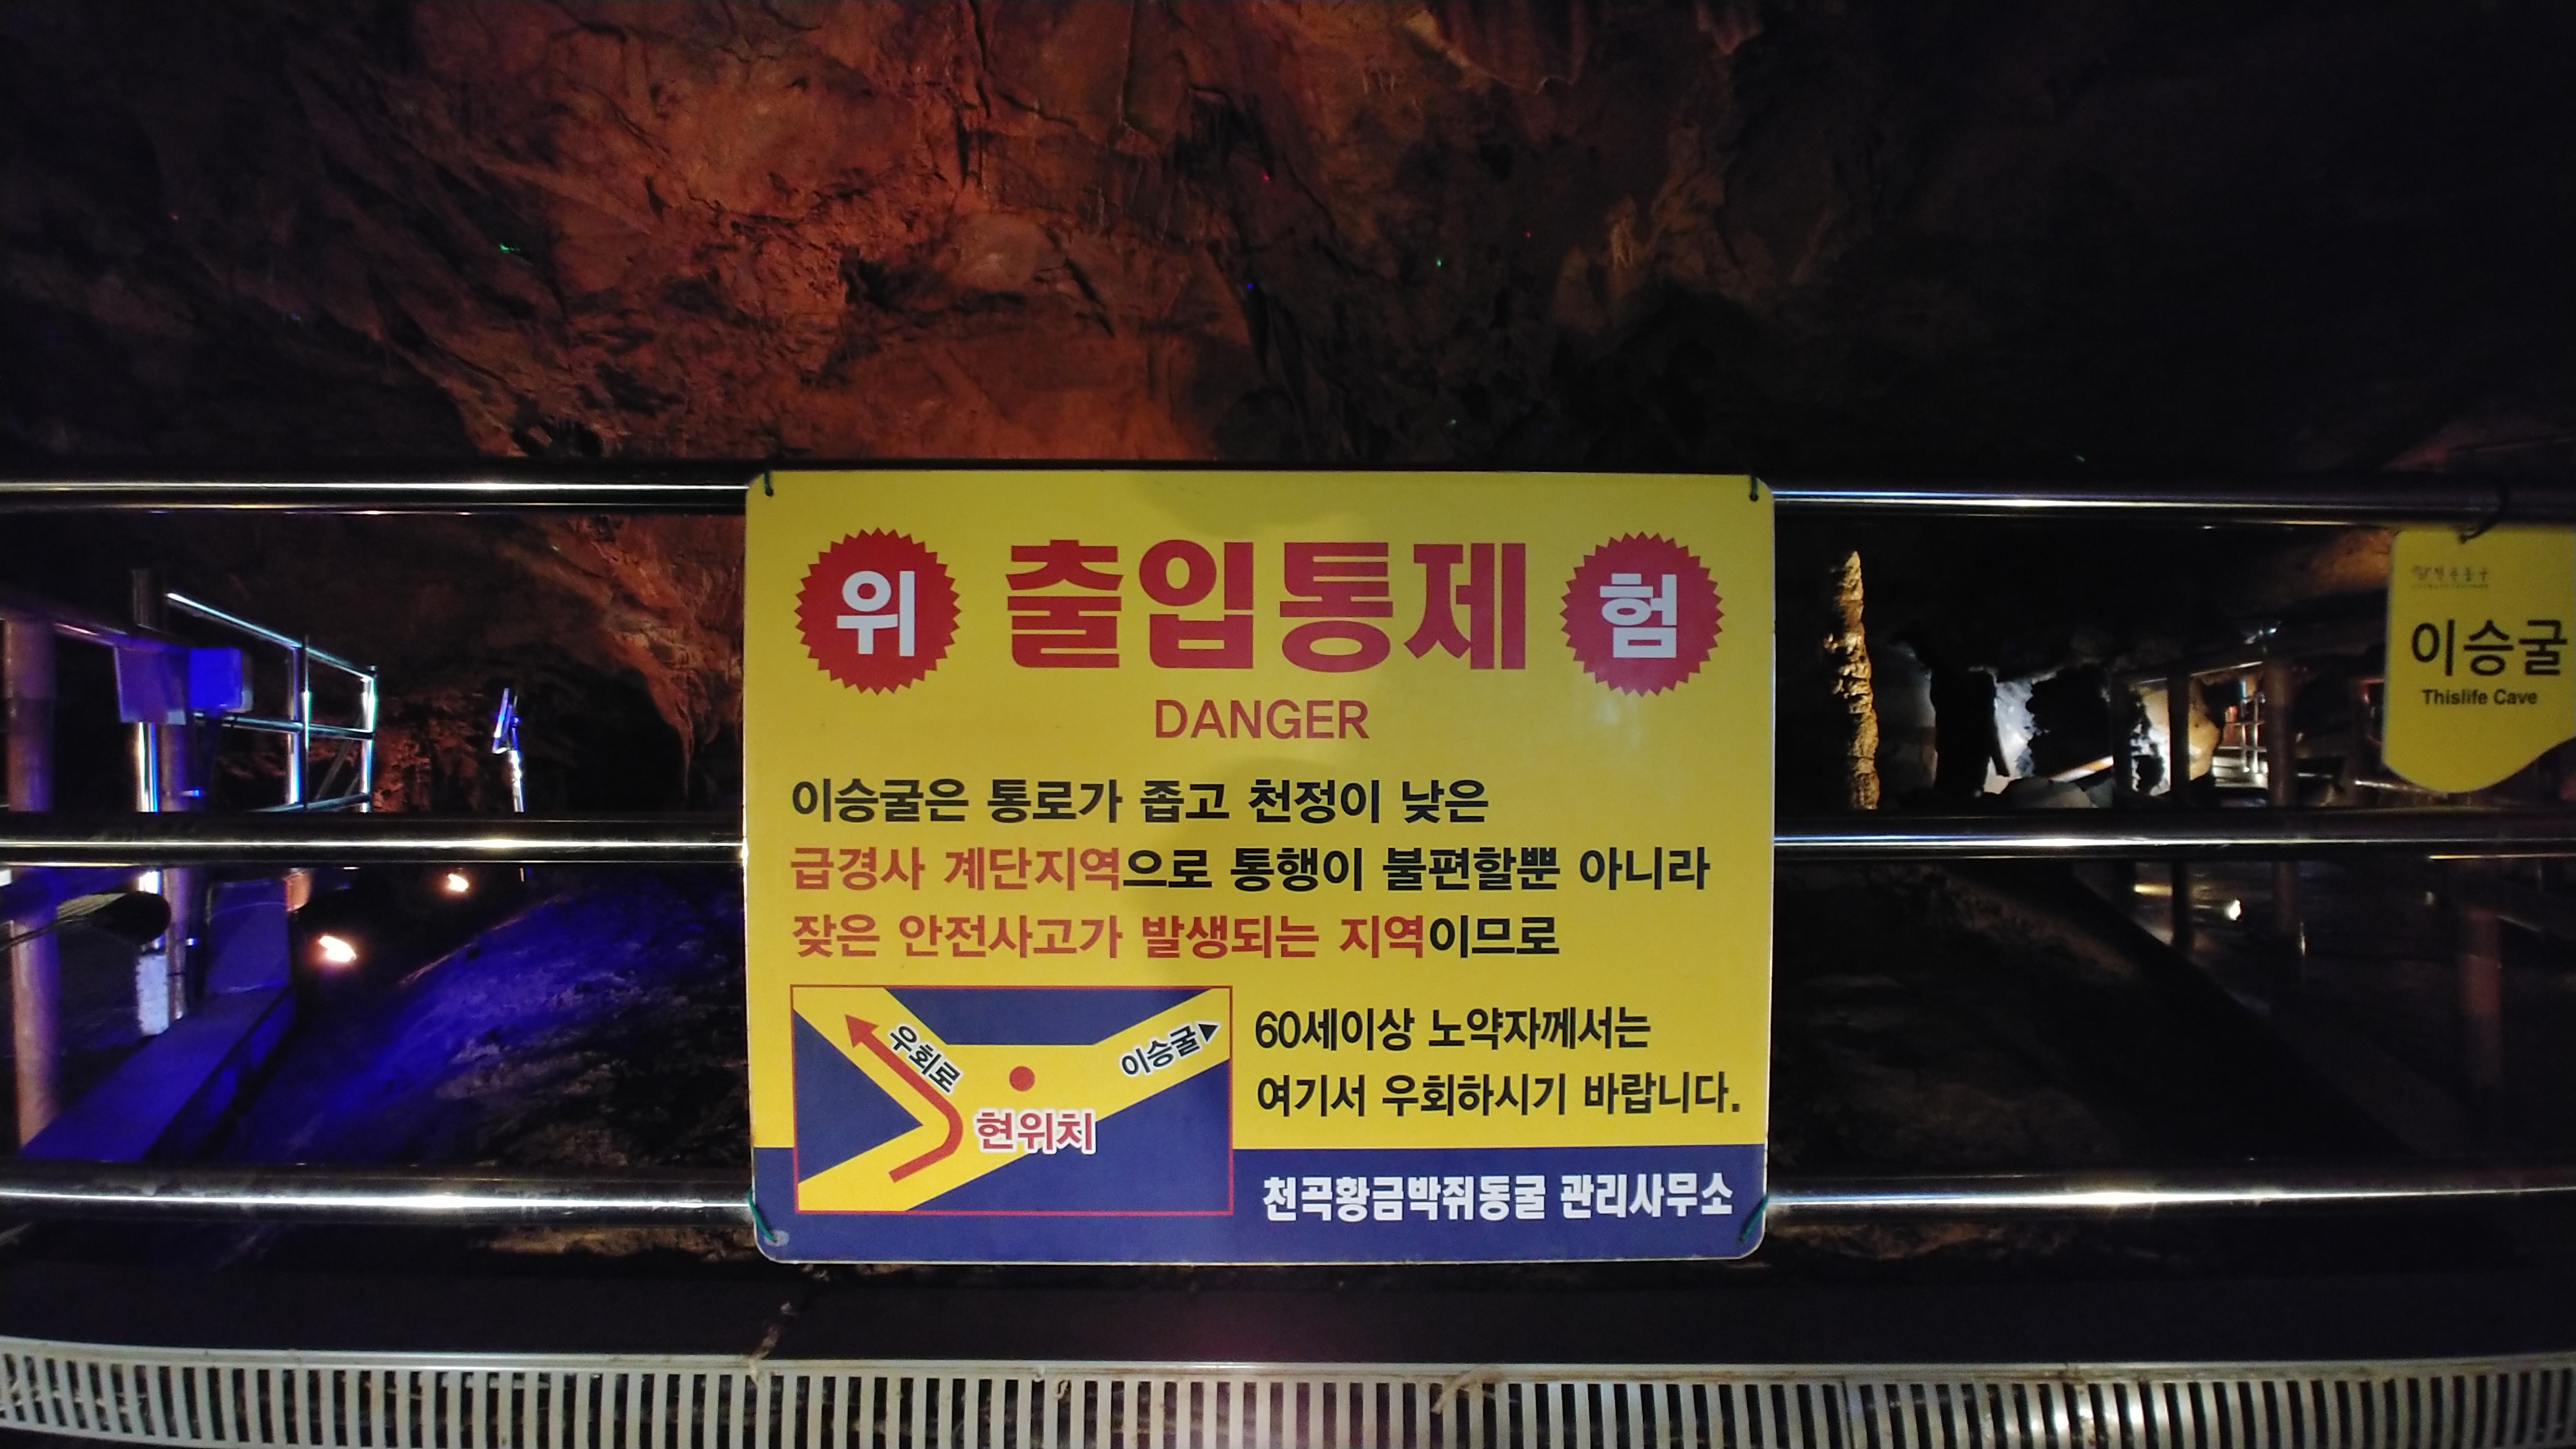 위 출입통제 험
DANGER
이승굴은 통로가 좁고 천정이 낮은
급경사 계단지역으로 통행이 불편할뿐 아니라
잦은 안전사고가 발생되는 지역이므로
우회로
이승굴▶
현위치
60세이상 노약자께서는
여기서 우회하시기 바랍니다.
천곡황금박쥐동굴 관리사무소
천곡동굴
이승굴
Thislife Cave